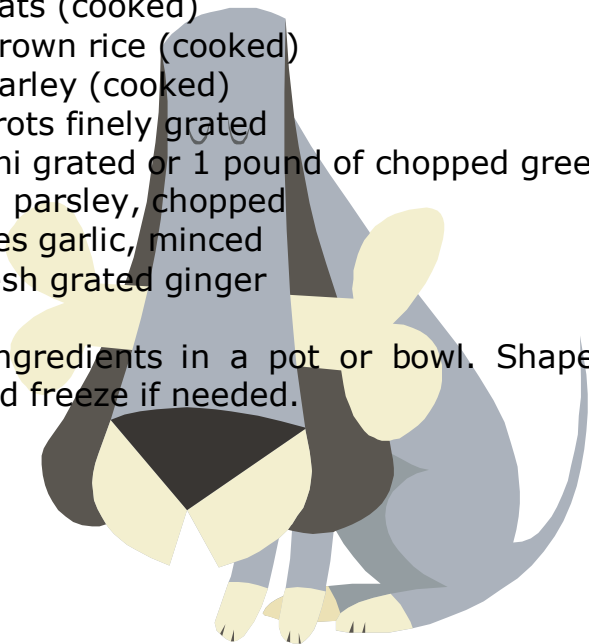 ats (cooked)
rown rice (cooked)
arley (cooked)
rots finely grated
ni grated or 1 pound of chopped gree
parsley, chopped
es garlic, minced
sh grated ginger
ngredients in a pot or bowl. Shape
d freeze if needed.